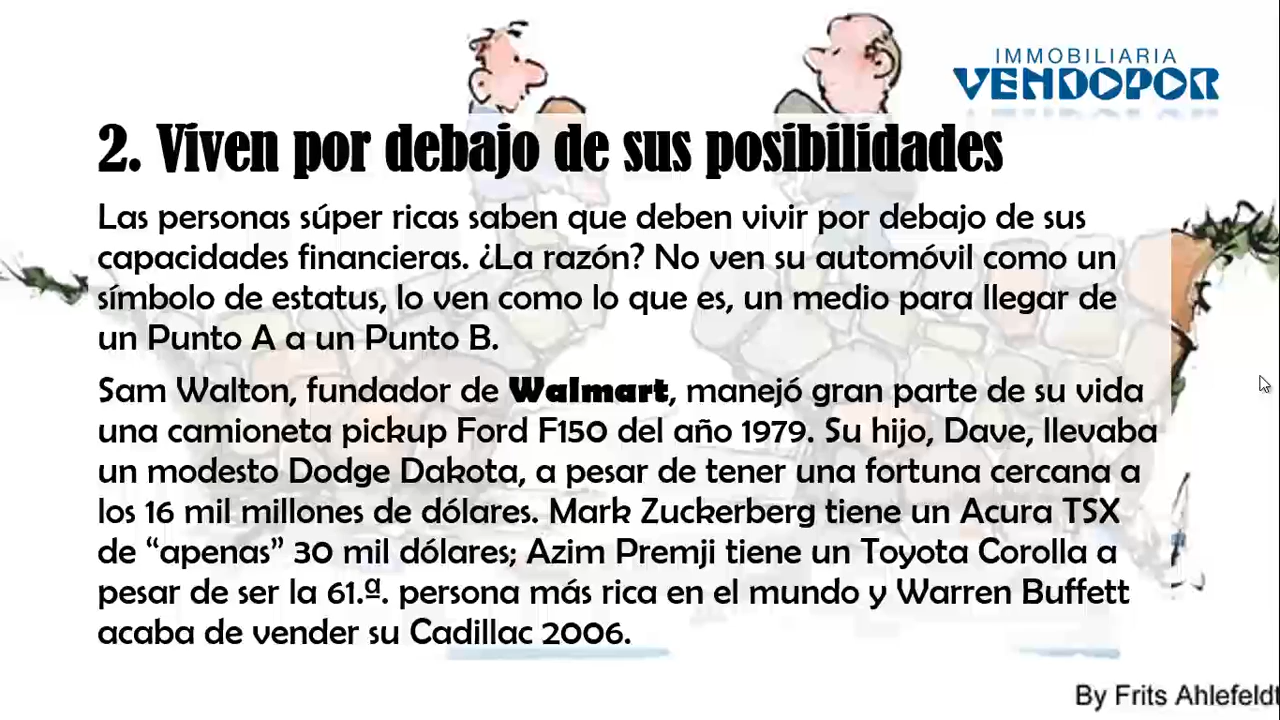 IMMOBILIARIA
VENDOPOR
2. Viven por debajo de sus posibilidades
Las personas súper ricas saben que deben vivir por debajo de sus
capacidades financieras. ¿La razón? No ven su automóvil como un
símbolo de estatus, lo ven como lo que es, un medio para llegar de
un Punto A a un Punto B.
Sam Walton, fundador de Walmart, manejó gran parte de su vida
una camioneta pickup Ford F150 del año 1979. Su hijo, Dave, llevaba
un modesto Dodge Dakota, a pesar de tener una fortuna cercana a
los 16 mil millones de dólares. Mark Zuckerberg tiene un Acura TSX
de “apenas” 30 mil dólares; Azim Premji tiene un Toyota Corolla a
pesar de ser la 61.ª. persona más rica en el mundo y Warren Buffett
acaba de vender su Cadillac 2006.
By Frits Ahlefeldt